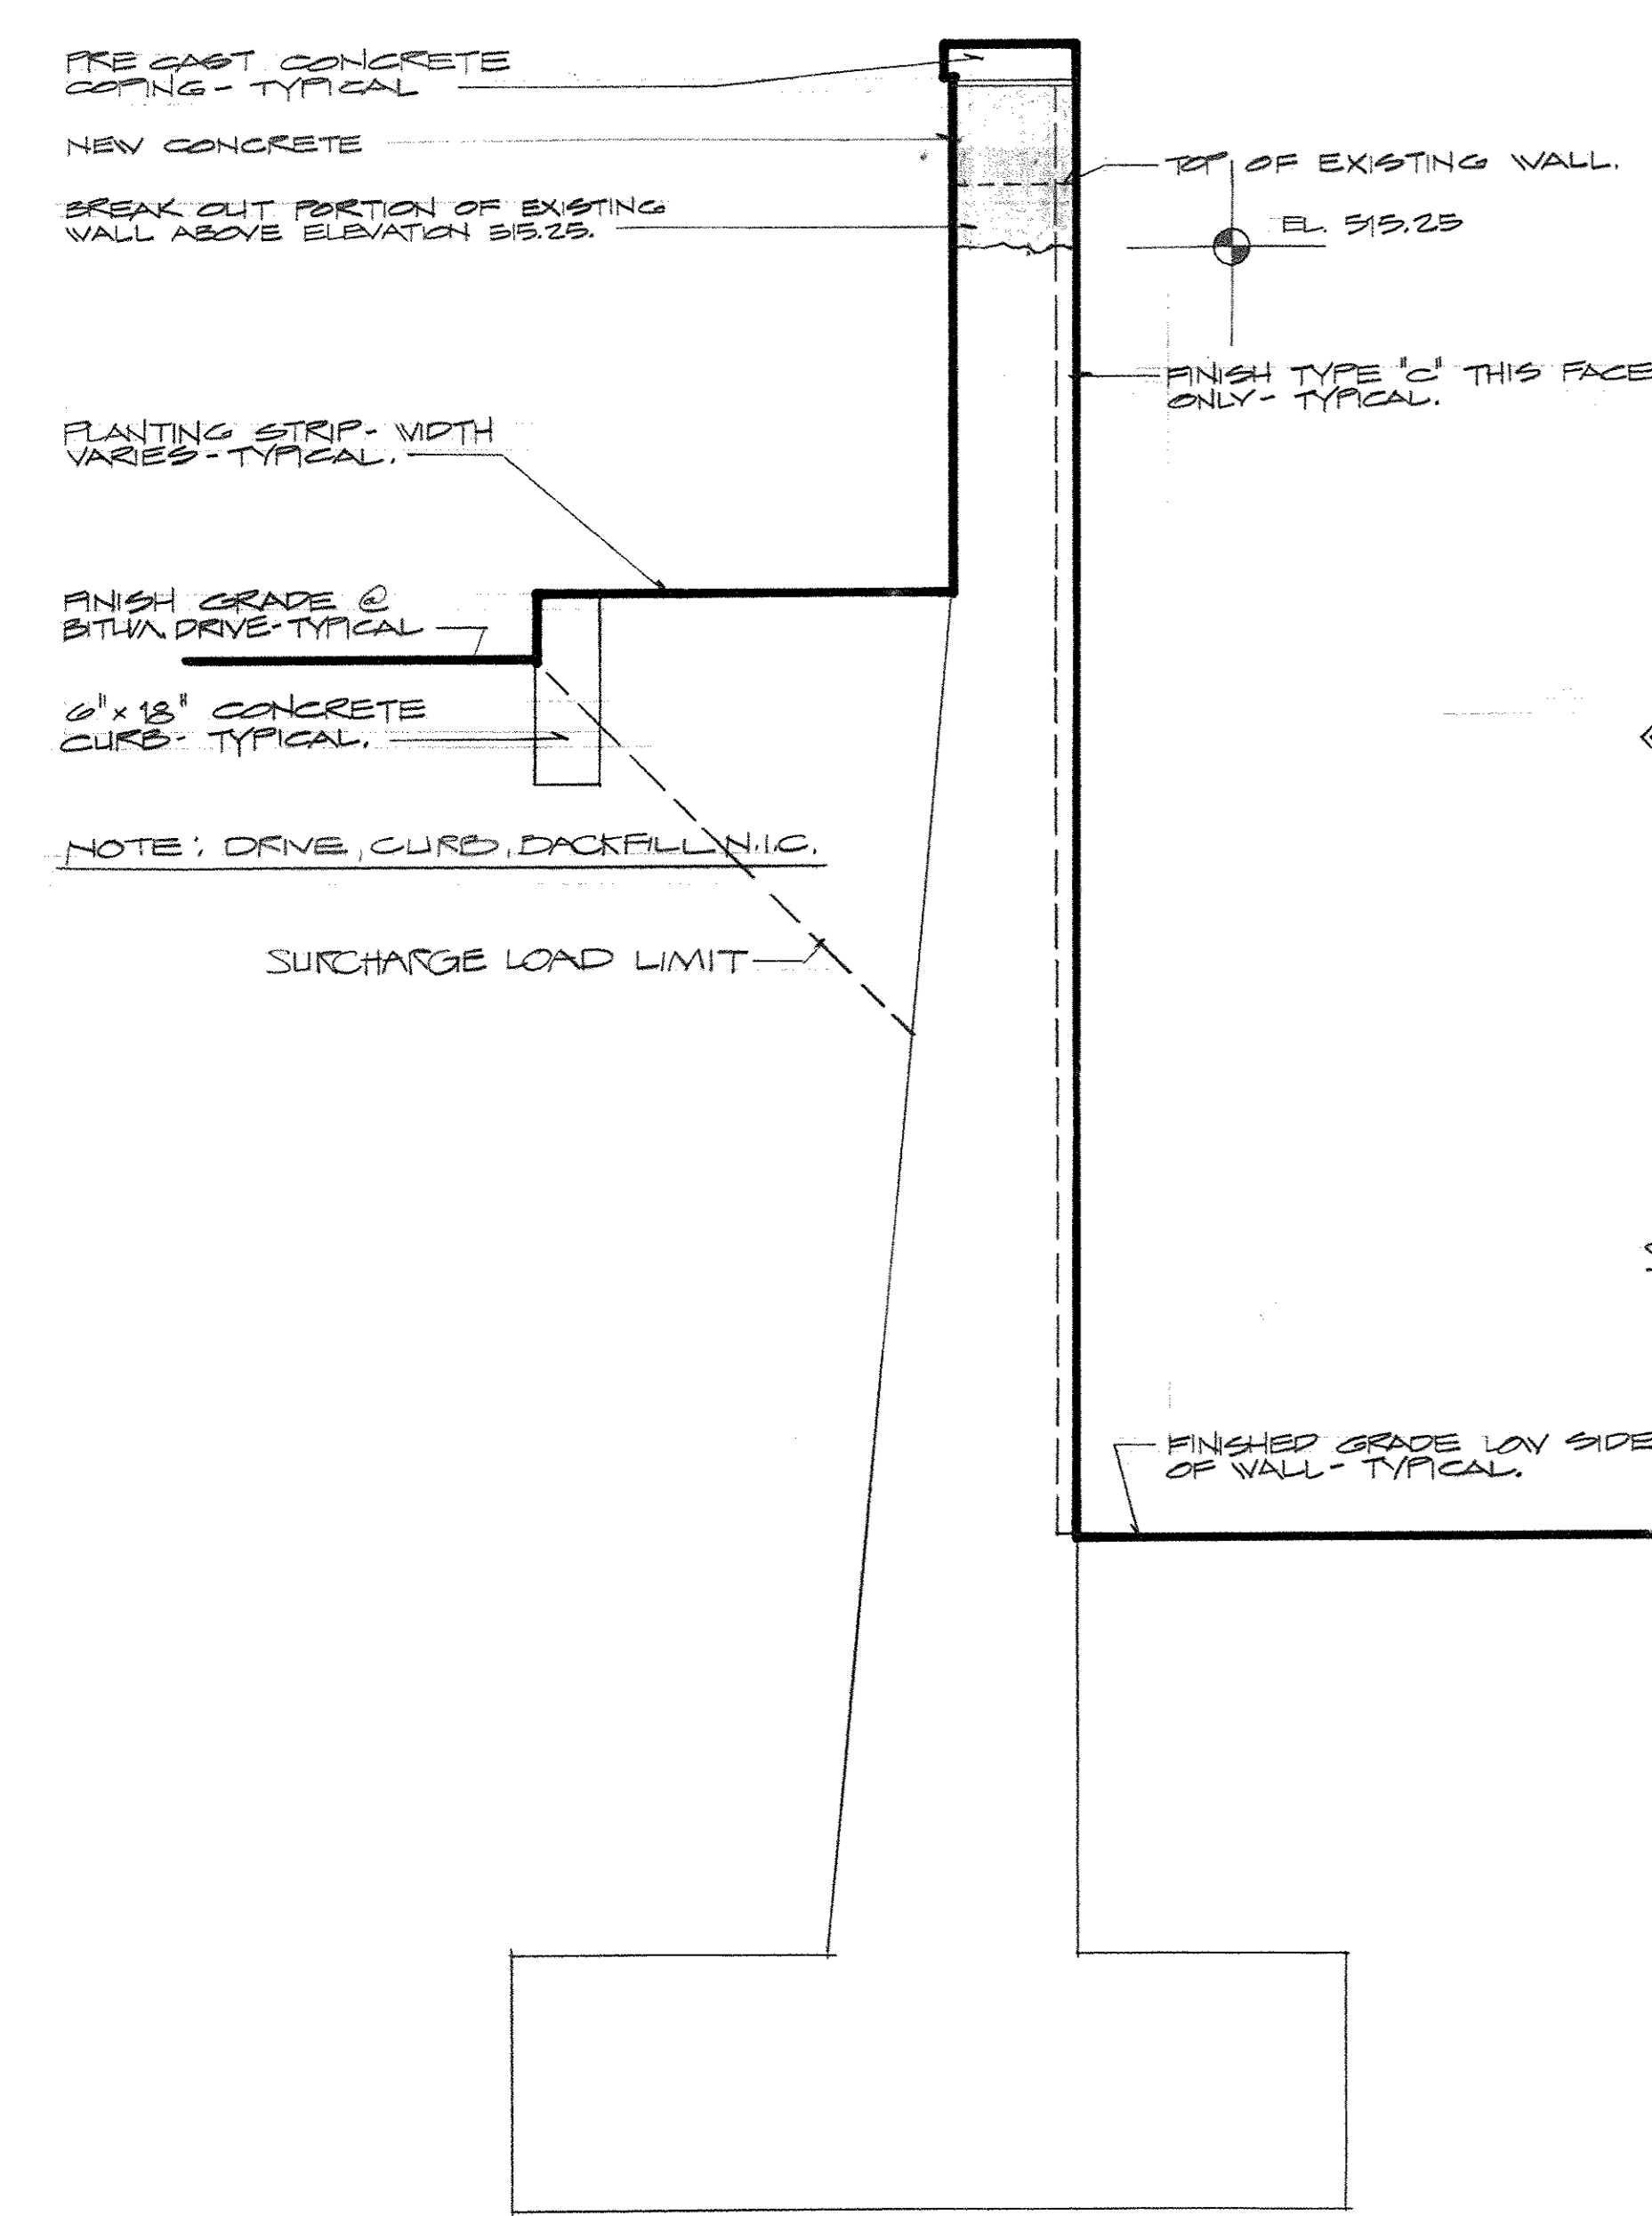 PRE CAST CONCRETE
COPING - TYPICAL
NEW CONCRETE
BREAK OUT PORTION OF EXISTING
WALL ABOVE ELEVATION 515.25.
TOP OF EXISTING WALL.
EL. 515.25
FINISH TYPE "C" THIS FACE
ONLY - TYPICAL.
PLANTING STRIP - WIDTH
VARIES - TYPICAL.
FINISH GRADE @
BITUM. DRIVE - TYPICAL
6" x 18" CONCRETE
CURB - TYPICAL.
NOTE: DRIVE, CURB, BACKFILL N.I.C.
SURCHARGE LOAD LIMIT
FINISHED GRADE LOW SIDE
OF WALL - TYPICAL.